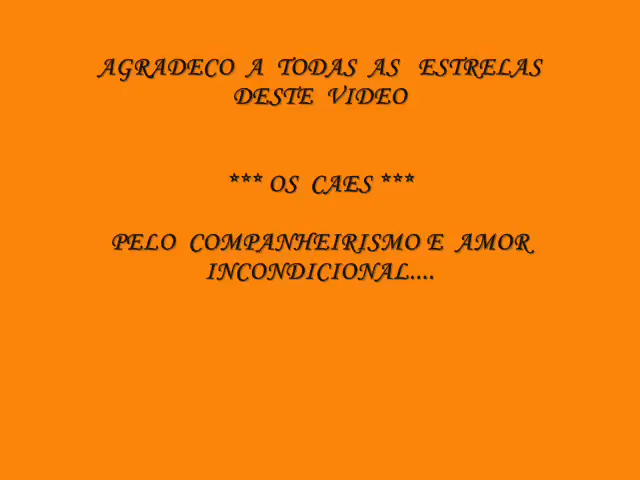 AGRADECO A TODAS AS ESTRELAS
DESTE VIDEO
*** OS CAES ***
PELO COMPANHEIRISMO E AMOR
INCONDICIONAL....